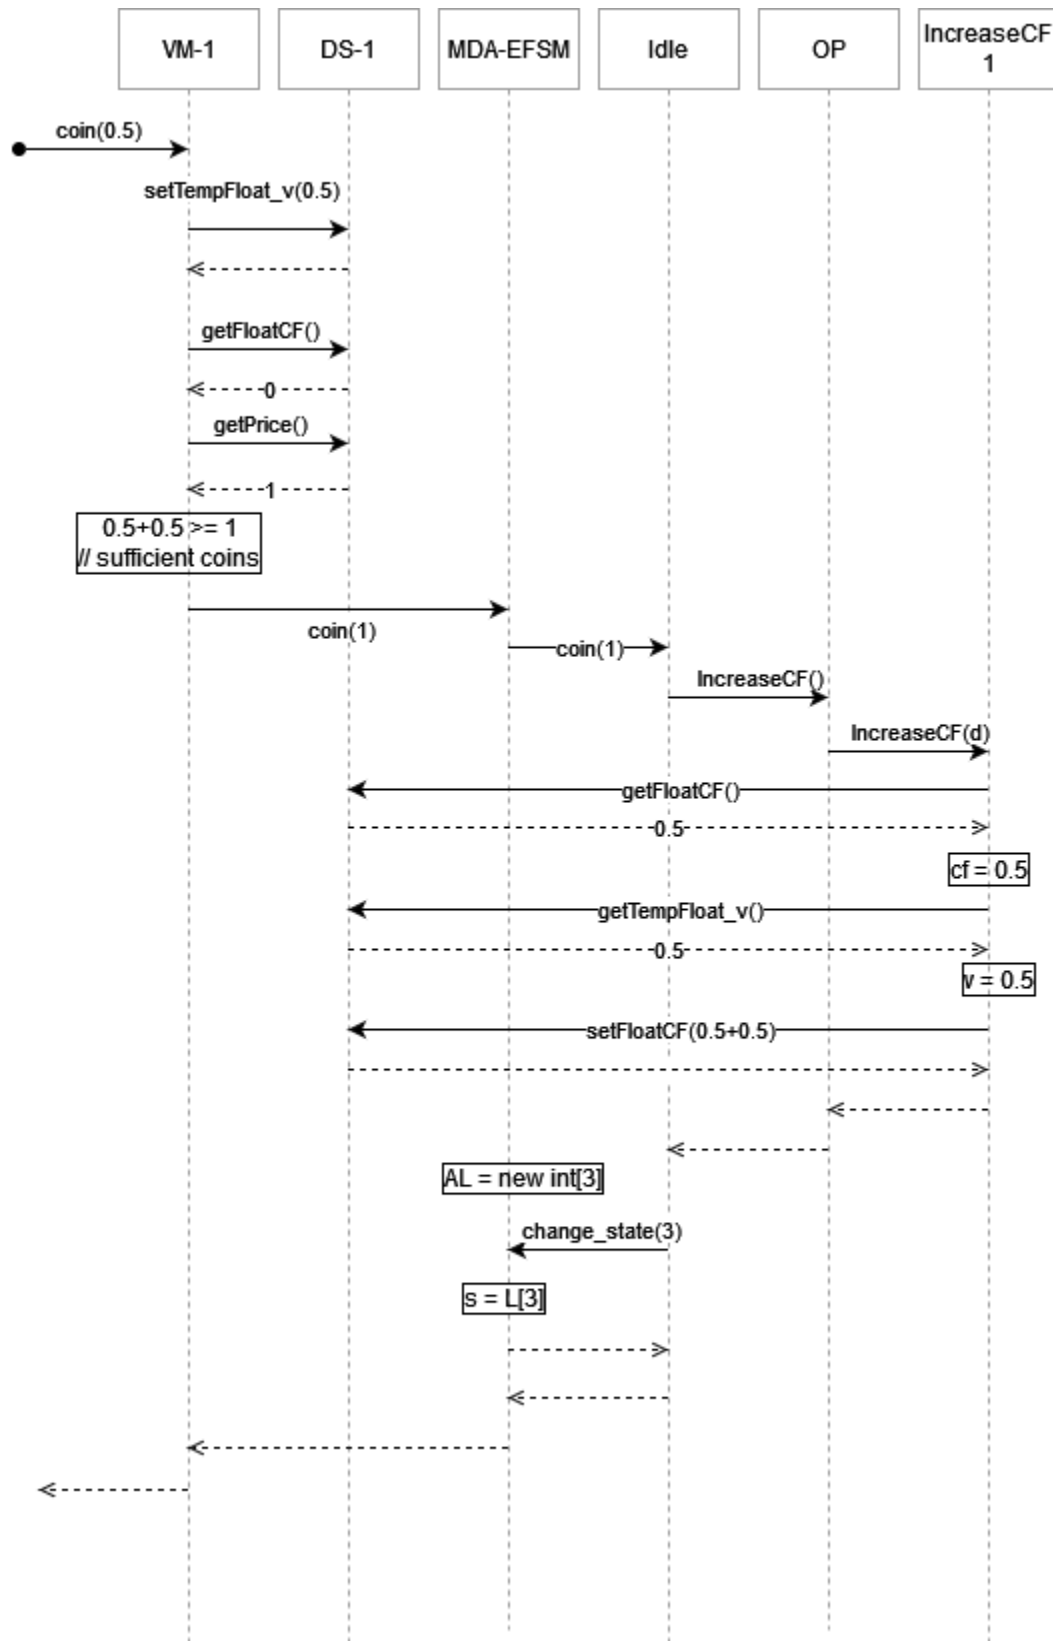 VM-1
DS-1
MDA-EFSM
Idle
OP
IncreaseCF
1
coin(0.5)
setTempFloat_v(0.5)
getFloatCF()
0
getPrice()
1
0.5+0.5 >= 1
// sufficient coins
coin(1)
coin(1)
IncreaseCF()
IncreaseCF(d)
getFloatCF()
0.5
cf = 0.5
getTempFloat_v()
0.5
v = 0.5
setFloatCF(0.5+0.5)
AL = new int[3]
change_state(3)
s = L[3]